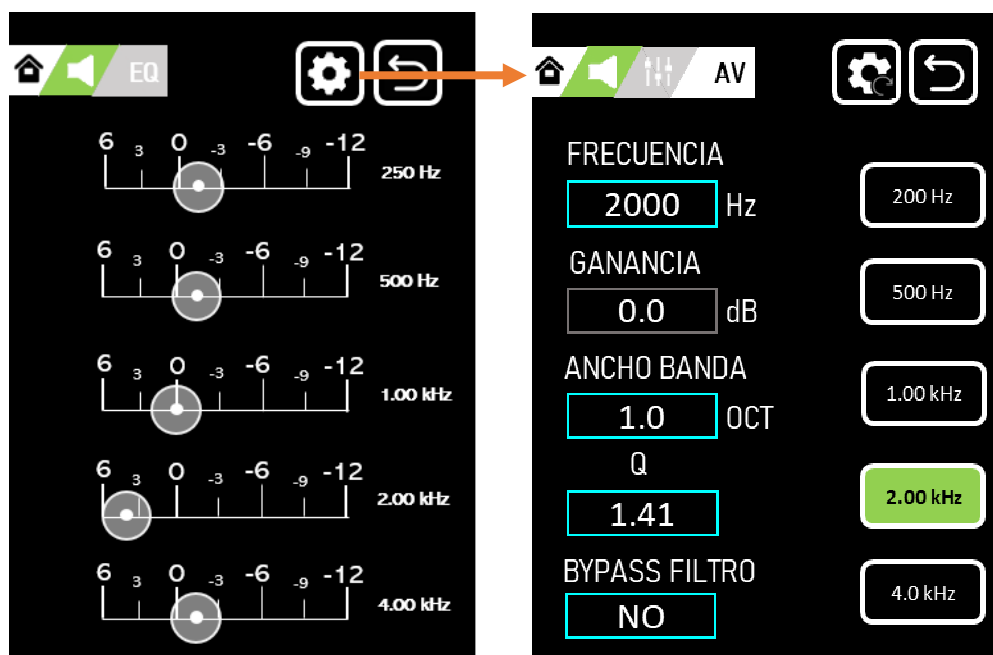 EQ
6 3 0 -3 -6 -9 -12
250 Hz
6 3 0 -3 -6 -9 -12
500 Hz
6 3 0 -3 -6 -9 -12
1.00 kHz
6 3 0 -3 -6 -9 -12
2.00 kHz
6 3 0 -3 -6 -9 -12
4.00 kHz
AV
FRECUENCIA
2000 Hz
GANANCIA
0.0 dB
ANCHO BANDA
1.0 OCT
Q
1.41
BYPASS FILTRO
NO
200 Hz
500 Hz
1.00 kHz
2.00 kHz
4.0 kHz